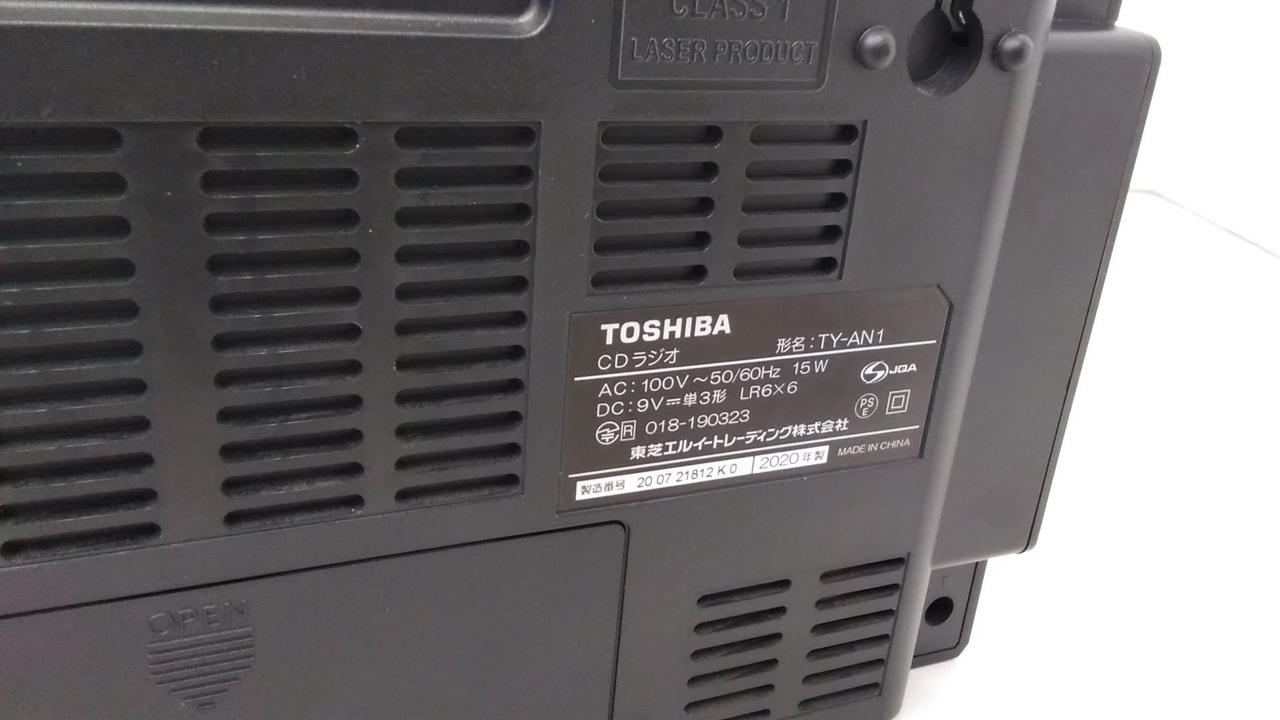 CLASS 1
LASER PRODUCT
TOSHIBA
CDラジオ 形名:TY-AN1
AC:100V～50/60Hz 15W
JQA
DC:9V⎓単3形 LR6×6
PS E
R 018-190323
東芝エルイートレーディング株式会社
製造番号 20 07 21812 K 0 2020年製 MADE IN CHINA
OPEN